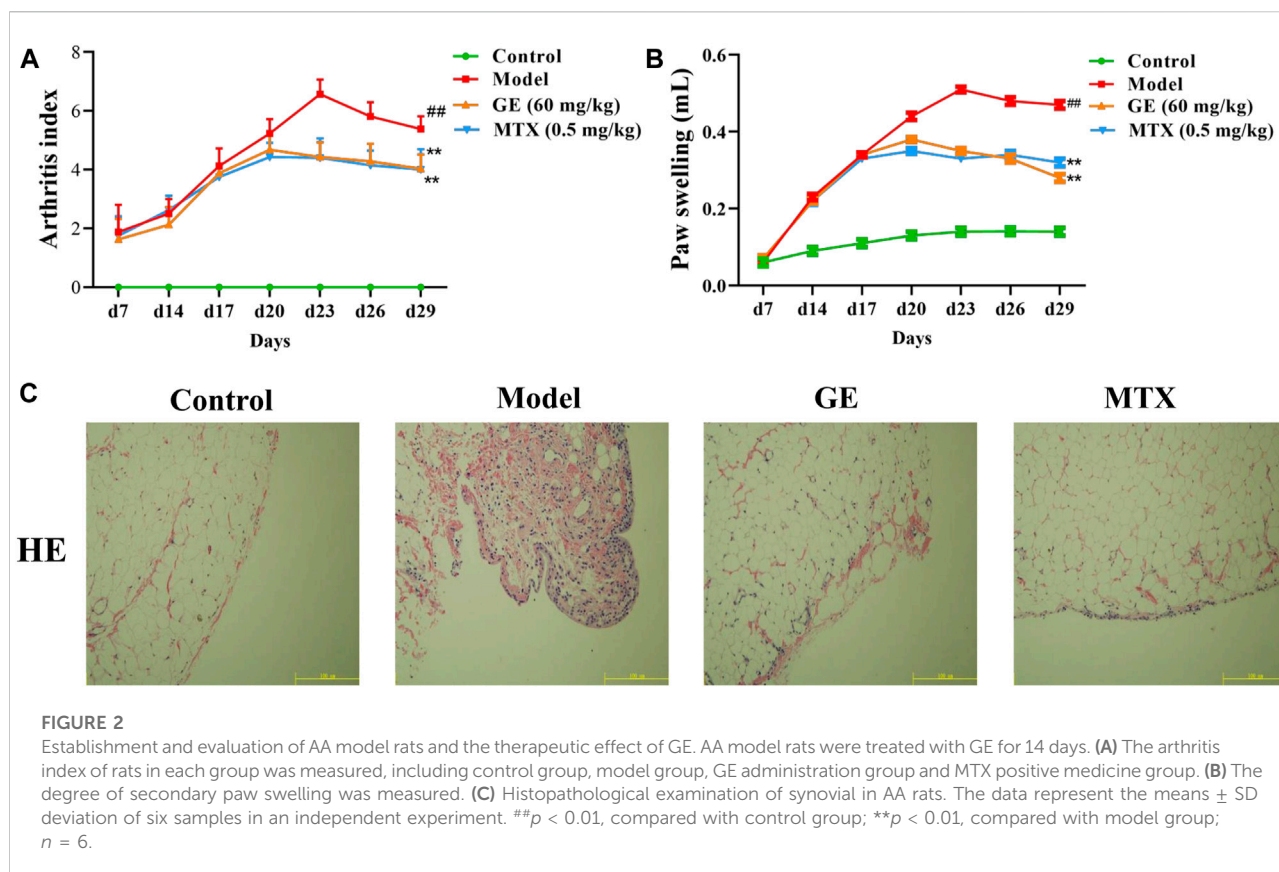 A
Arthritis index
8
6
4
2
0
d7 d14 d17 d20 d23 d26 d29
Days
Control
Model
GE (60 mg/kg)
MTX (0.5 mg/kg)
##
**
**
B
Paw swelling (mL)
0.6
0.4
0.2
0.0
d7 d14 d17 d20 d23 d26 d29
Days
Control
Model
GE (60 mg/kg)
MTX (0.5 mg/kg)
##
**
**
C
Control Model GE MTX
HE
FIGURE 2
Establishment and evaluation of AA model rats and the therapeutic effect of GE. AA model rats were treated with GE for 14 days. (A) The arthritis
index of rats in each group was measured, including control group, model group, GE administration group and MTX positive medicine group. (B) The
degree of secondary paw swelling was measured. (C) Histopathological examination of synovial in AA rats. The data represent the means ± SD
deviation of six samples in an independent experiment. ##p < 0.01, compared with control group; **p < 0.01, compared with model group;
n = 6.